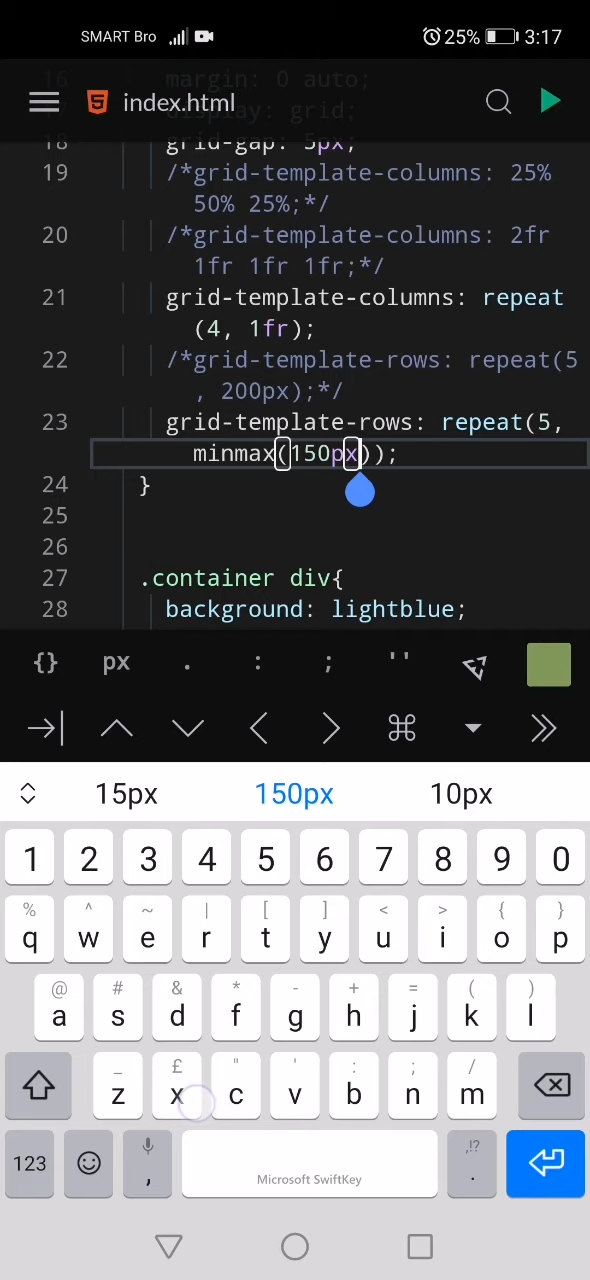 SMART Bro 25% 3:17
16 margin: 0 auto;
index.html
display: grid;
18 grid-gap: 5px;
19 /*grid-template-columns: 25%
50% 25%;*/
20 /*grid-template-columns: 2fr
1fr 1fr 1fr;*/
21 grid-template-columns: repeat
(4, 1fr);
22 /*grid-template-rows: repeat(5
, 200px);*/
23 grid-template-rows: repeat(5,
minmax(150px));
24 }
25
26
27 .container div{
28 background: lightblue;
{} px . : ; ''
15px 150px 10px
1 2 3 4 5 6 7 8 9 0
% ^ ~ | [ ] < > { }
q w e r t y u i o p
@ # & * - + = ( )
a s d f g h j k l
_ £ " ' : ; /
z x c v b n m
,!?
123 , .
Microsoft SwiftKey